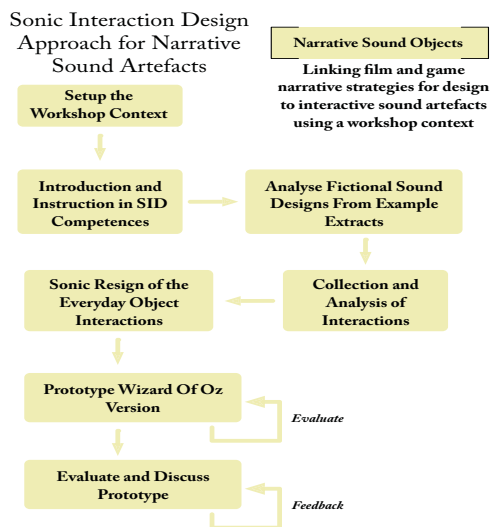 Sonic Interaction Design
Approach for Narrative
Sound Artefacts
Narrative Sound Objects
Linking film and game
narrative strategies for design
to interactive sound artefacts
using a workshop context
Setup the
Workshop Context
Introduction and
Instruction in SID
Competences
Analyse Fictional Sound
Designs From Example
Extracts
Collection and
Analysis of
Interactions
Sonic Resign of the
Everyday Object
Interactions
Prototype Wizard Of Oz
Version
Evaluate
Evaluate and Discuss
Prototype
Feedback